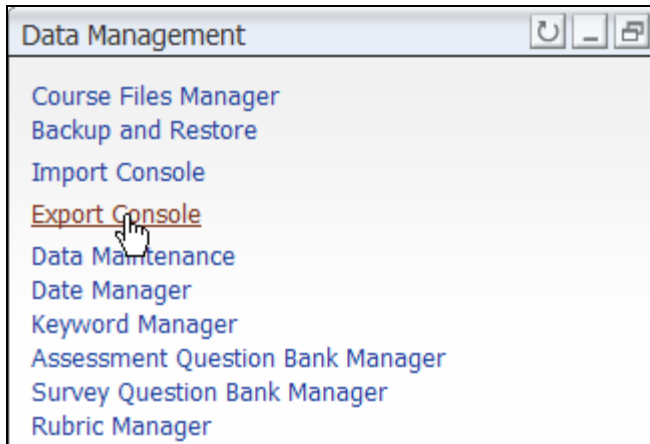 Data Management
Course Files Manager
Backup and Restore
Import Console
Export Console
Data Maintenance
Date Manager
Keyword Manager
Assessment Question Bank Manager
Survey Question Bank Manager
Rubric Manager